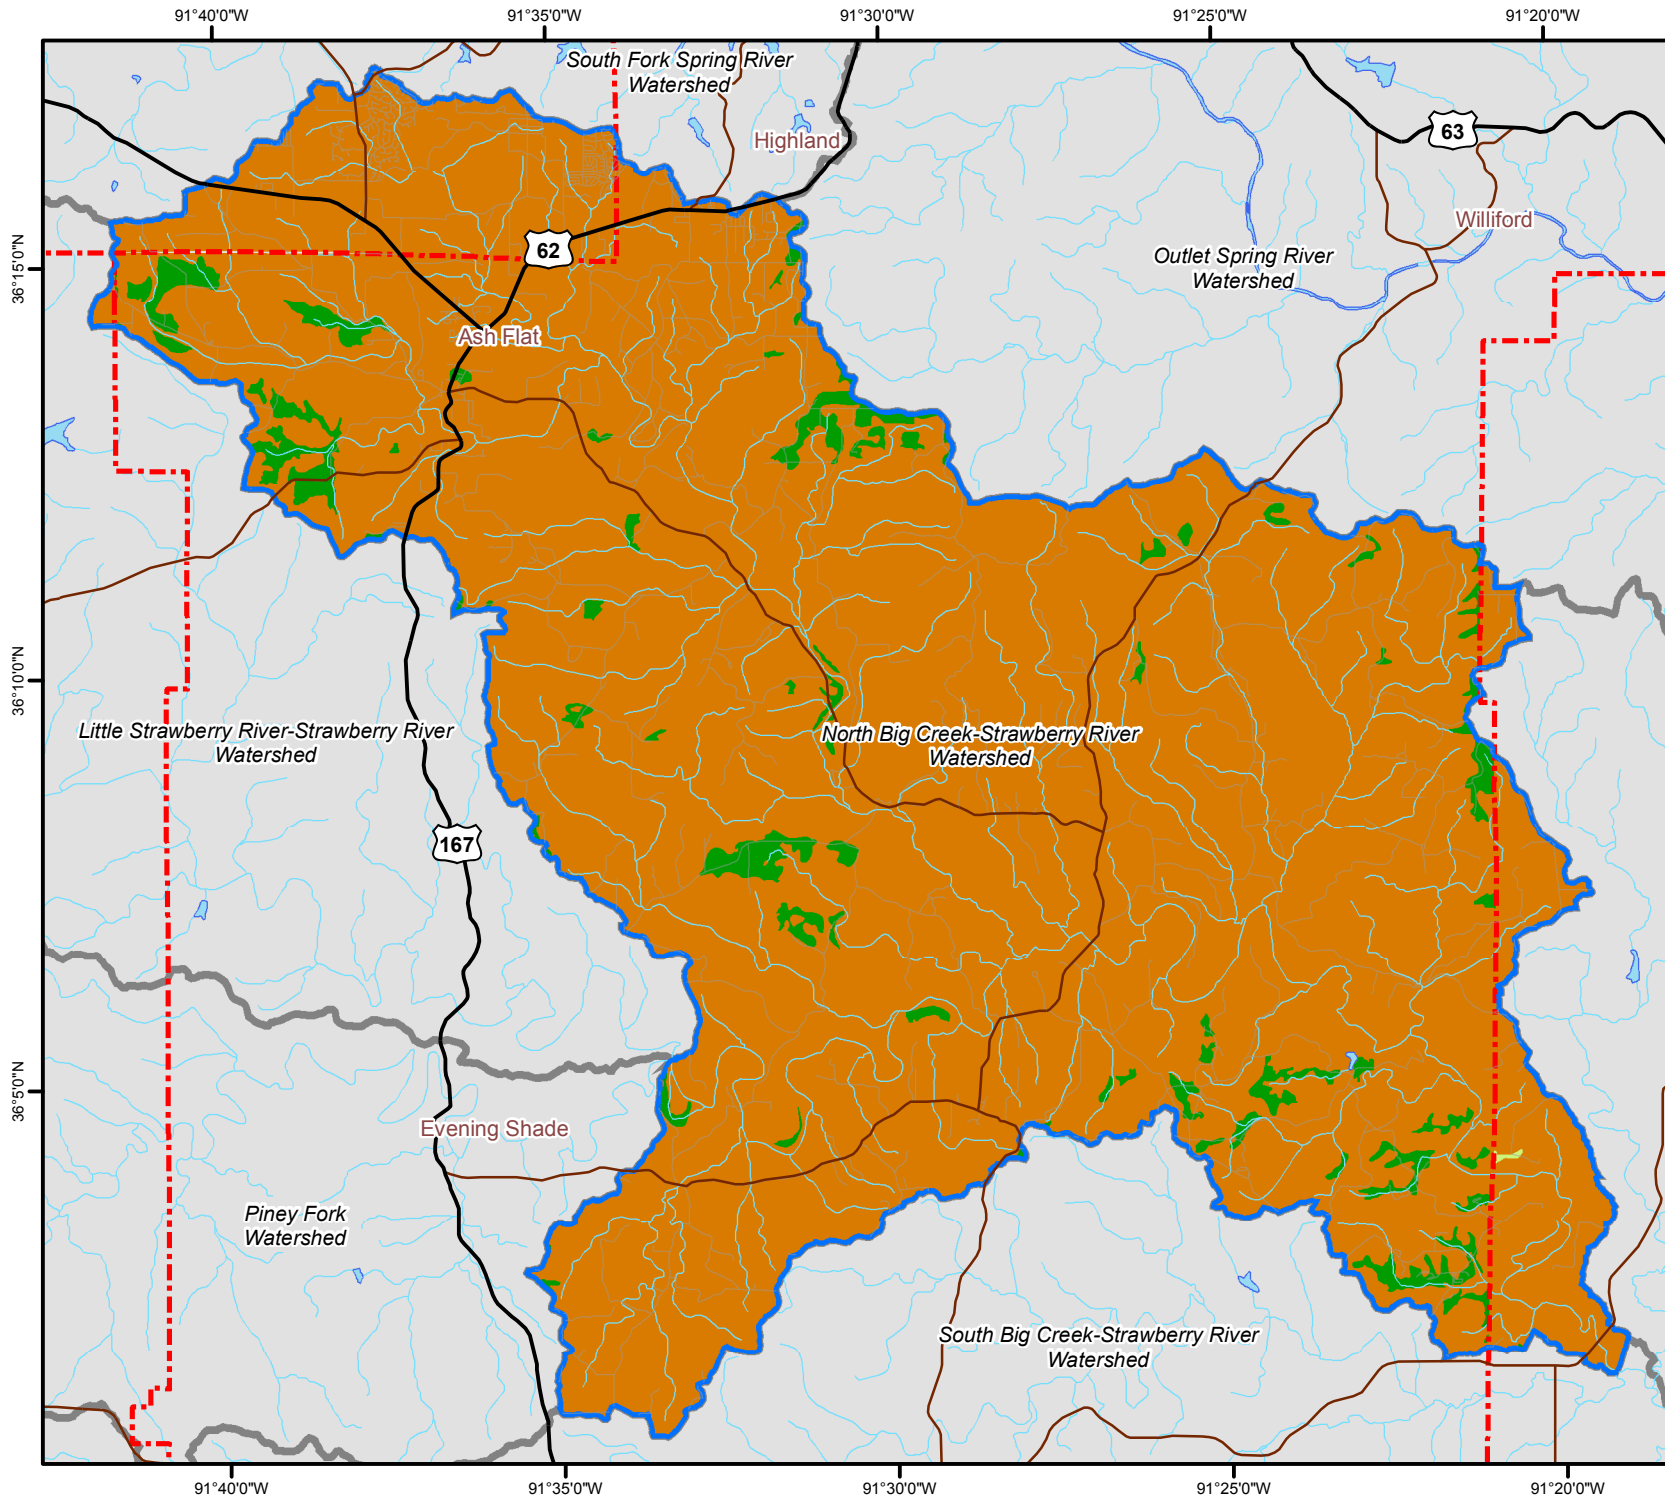 91°40'0"W
91°35'0"W
91°30'0"W
91°25'0"W
91°20'0"W
South Fork Spring River
Watershed
Highland
63
Williford
62
36°15'0"N
Outlet Spring River
Watershed
Ash Flat
36°10'0"N
Little Strawberry River-Strawberry River
Watershed
North Big Creek-Strawberry River
Watershed
167
36°5'0"N
Evening Shade
Piney Fork
Watershed
South Big Creek-Strawberry River
Watershed
91°40'0"W
91°35'0"W
91°30'0"W
91°25'0"W
91°20'0"W